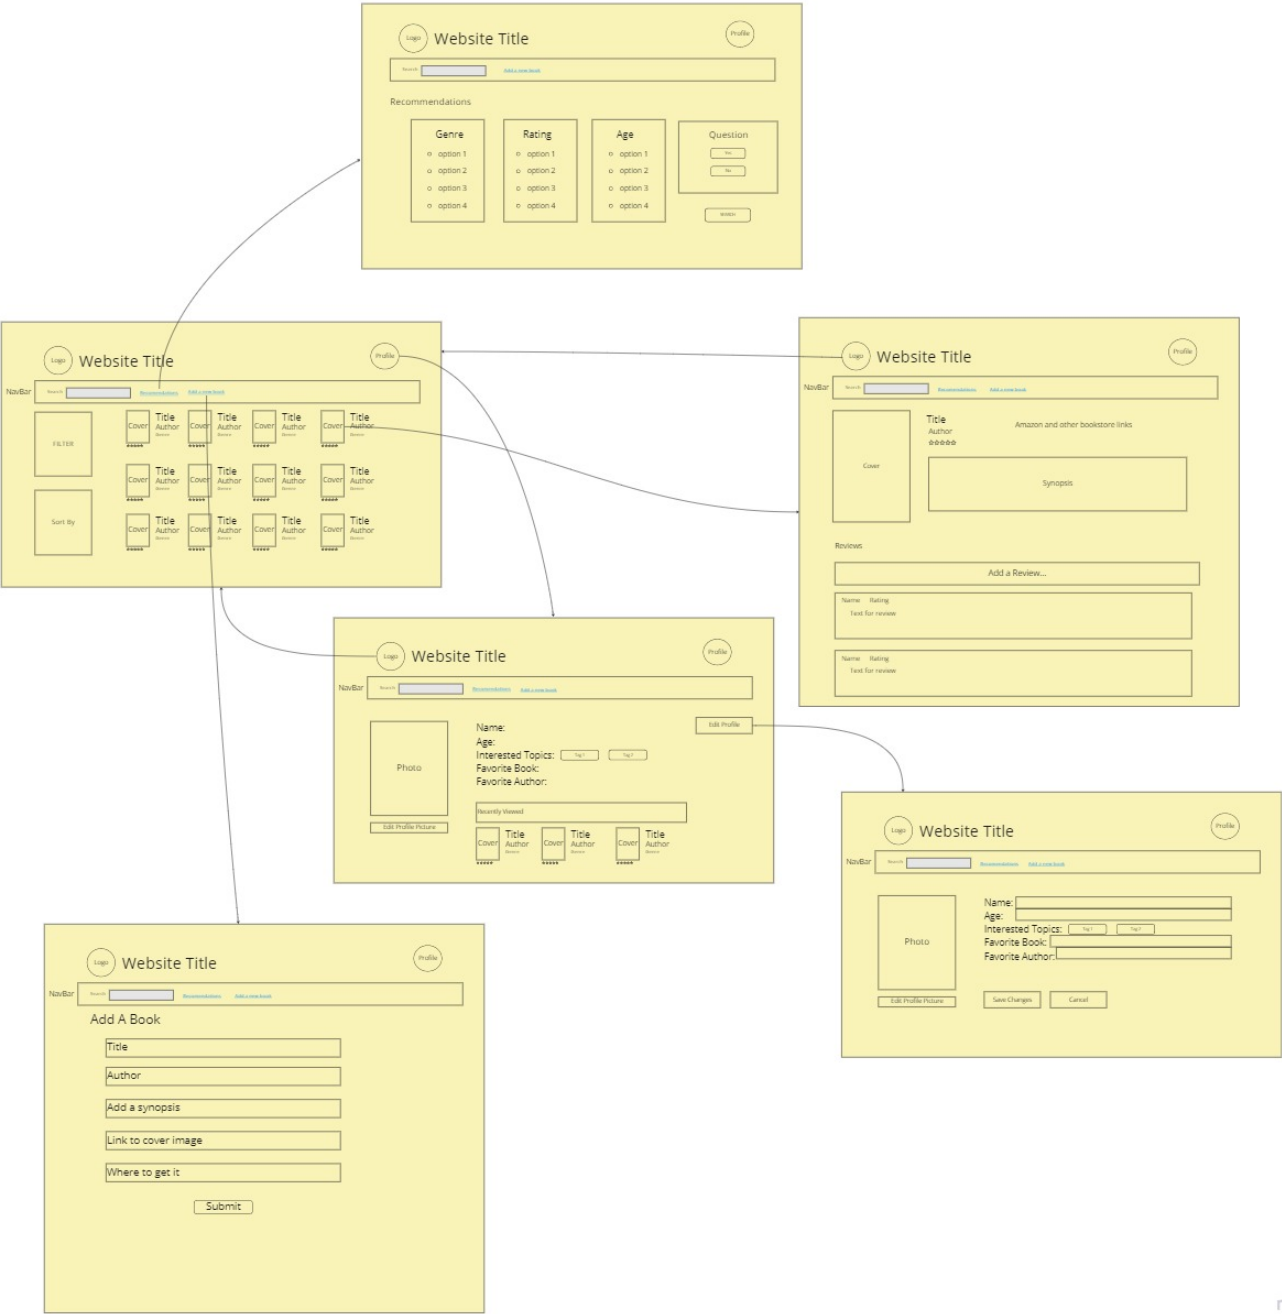 Logo Website Title Profile
Search Add a new book
Recommendations
Genre Rating Age Question
option 1 option 1 option 1 Yes
option 2 option 2 option 2 No
option 3 option 3 option 3
option 4 option 4 option 4 SEARCH
Logo Website Title Profile
NavBar Search Recommendations Add a new book
FILTER
Sort By
Cover Title Author Genre Cover Title Author Genre Cover Title Author Genre Cover Title Author Genre
Cover Title Author Genre Cover Title Author Genre Cover Title Author Genre Cover Title Author Genre
Cover Title Author Genre Cover Title Author Genre Cover Title Author Genre Cover Title Author Genre
Logo Website Title Profile
NavBar Search Recommendations Add a new book
Cover
Title
Author
Amazon and other bookstore links
Synopsis
Reviews
Add a Review...
Name Rating
Text for review
Name Rating
Text for review
Logo Website Title Profile
NavBar Search Recommendations Add a new book
Edit Profile
Photo
Edit Profile Picture
Name:
Age:
Interested Topics: Tag 1 Tag 2
Favorite Book:
Favorite Author:
Recently Viewed
Cover Title Author Genre Cover Title Author Genre Cover Title Author Genre
Logo Website Title Profile
NavBar Search Recommendations Add a new book
Photo
Edit Profile Picture
Name:
Age:
Interested Topics: Tag 1 Tag 2
Favorite Book:
Favorite Author:
Save Changes Cancel
Logo Website Title Profile
NavBar Search Recommendations Add a new book
Add A Book
Title
Author
Add a synopsis
Link to cover image
Where to get it
Submit